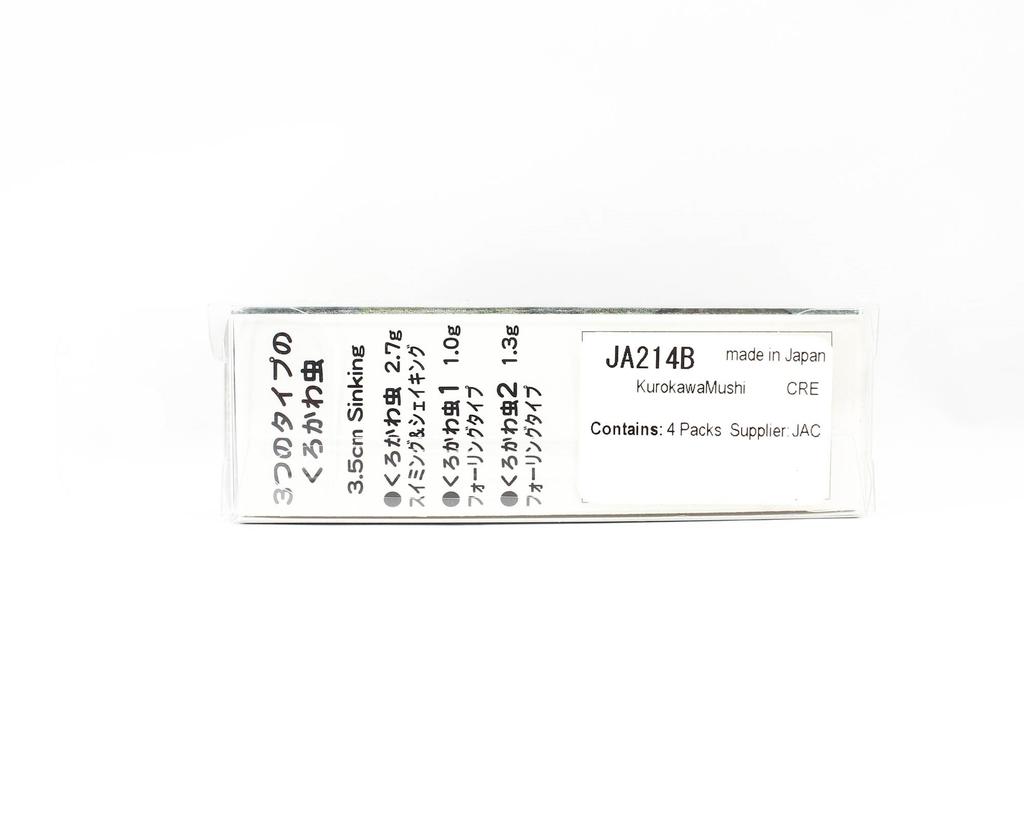 3つのタイプの
くろかわ虫
3.5cm Sinking
●くろかわ虫 2.7g
スイミング&シェイキング
●くろかわ虫1 1.0g
フォーリングタイプ
●くろかわ虫2 1.3g
フォーリングタイプ
JA214B made in Japan
KurokawaMushi CRE
Contains: 4 Packs Supplier: JAC